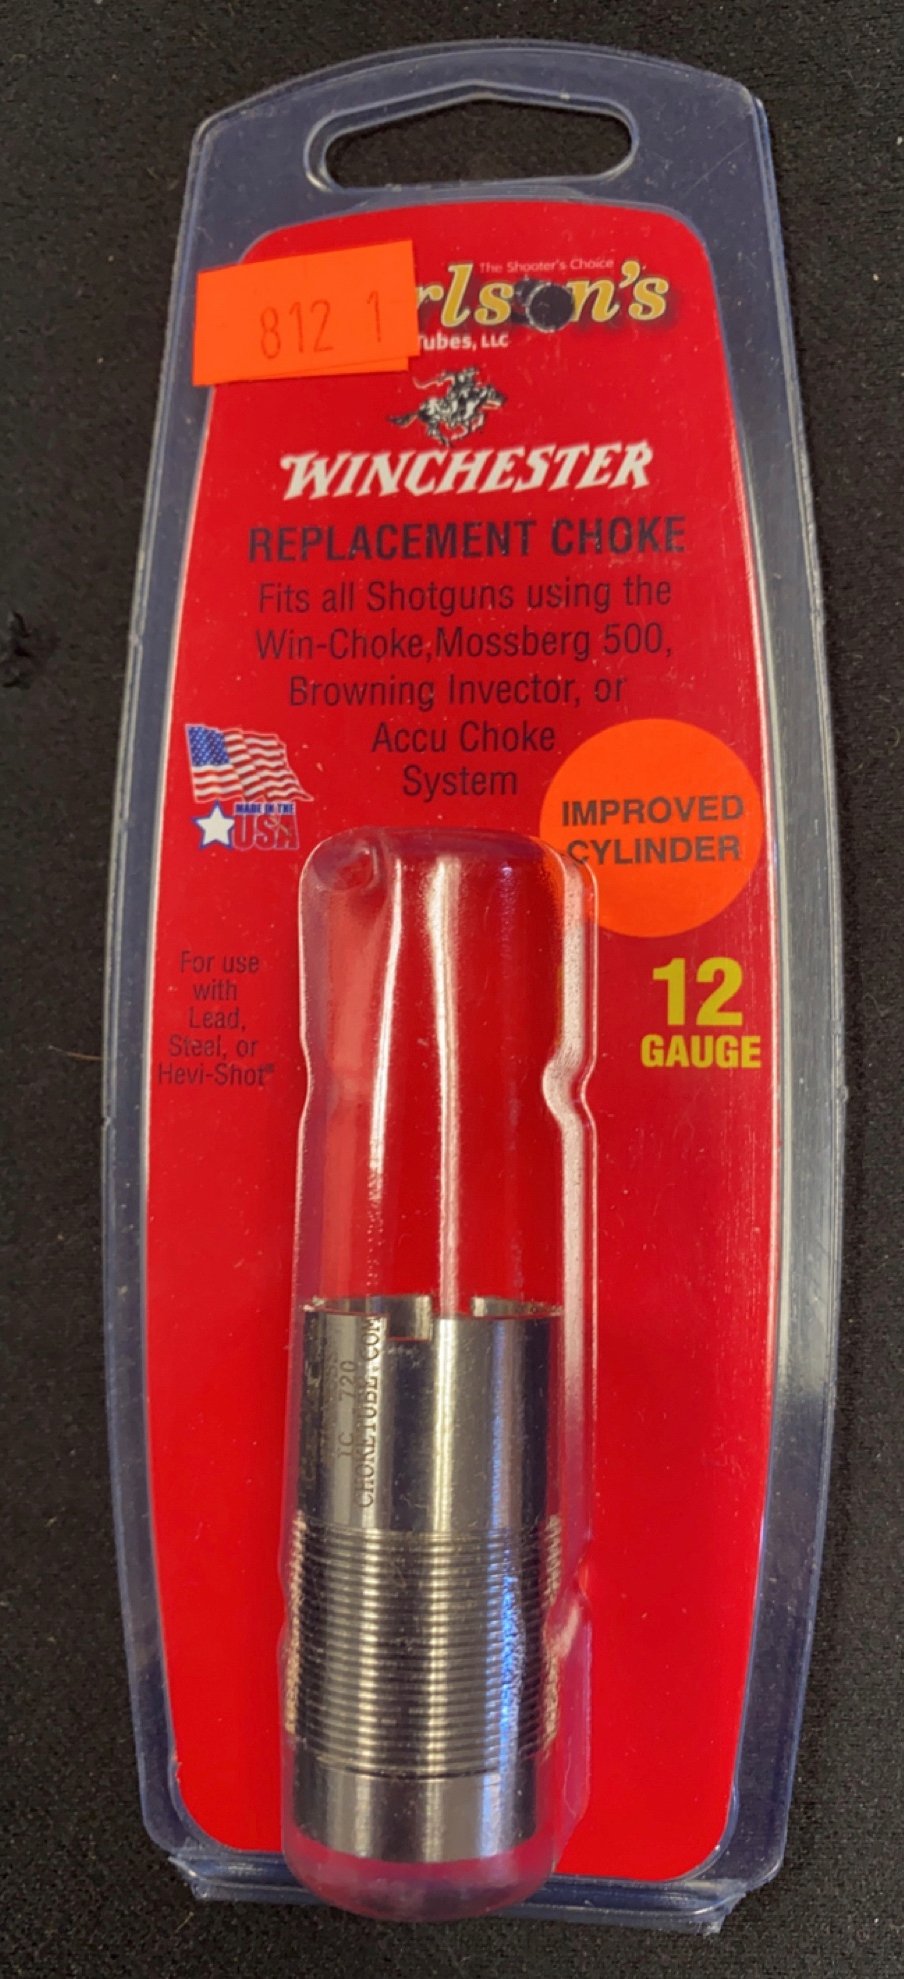 The Shooter's Choice
rlson's
812 1
Tubes, LLC
WINCHESTER
REPLACEMENT CHOKE
Fits all Shotguns using the
Win-Choke, Mossberg 500,
Browning Invector, or
Accu Choke
System
MADE IN THE
USA
IMPROVED
CYLINDER
For use
with
Lead,
Steel, or
Hevi-Shot®
12
GAUGE
IC 720
CHOKETUBE.COM